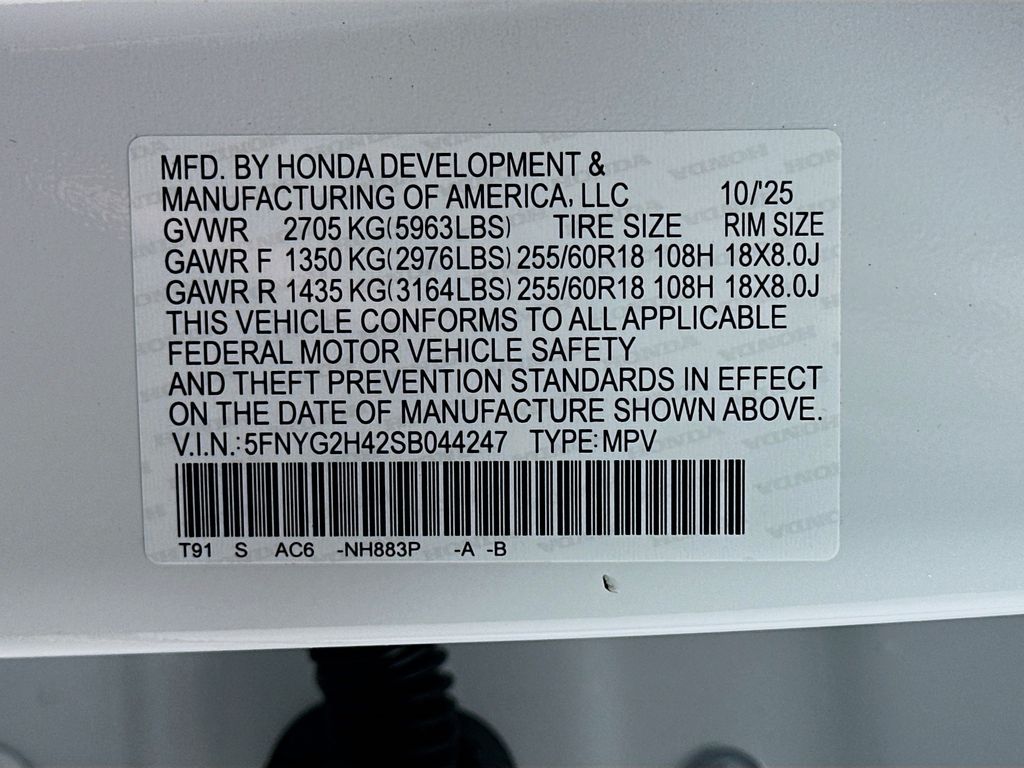 MFD. BY HONDA DEVELOPMENT &
MANUFACTURING OF AMERICA, LLC 10/'25
GVWR 2705 KG(5963LBS) TIRE SIZE RIM SIZE
GAWR F 1350 KG(2976LBS) 255/60R18 108H 18X8.0J
GAWR R 1435 KG(3164LBS) 255/60R18 108H 18X8.0J
THIS VEHICLE CONFORMS TO ALL APPLICABLE
FEDERAL MOTOR VEHICLE SAFETY
AND THEFT PREVENTION STANDARDS IN EFFECT
ON THE DATE OF MANUFACTURE SHOWN ABOVE.
V.I.N.: 5FNYG2H42SB044247 TYPE: MPV
T91 S AC6 -NH883P -A -B